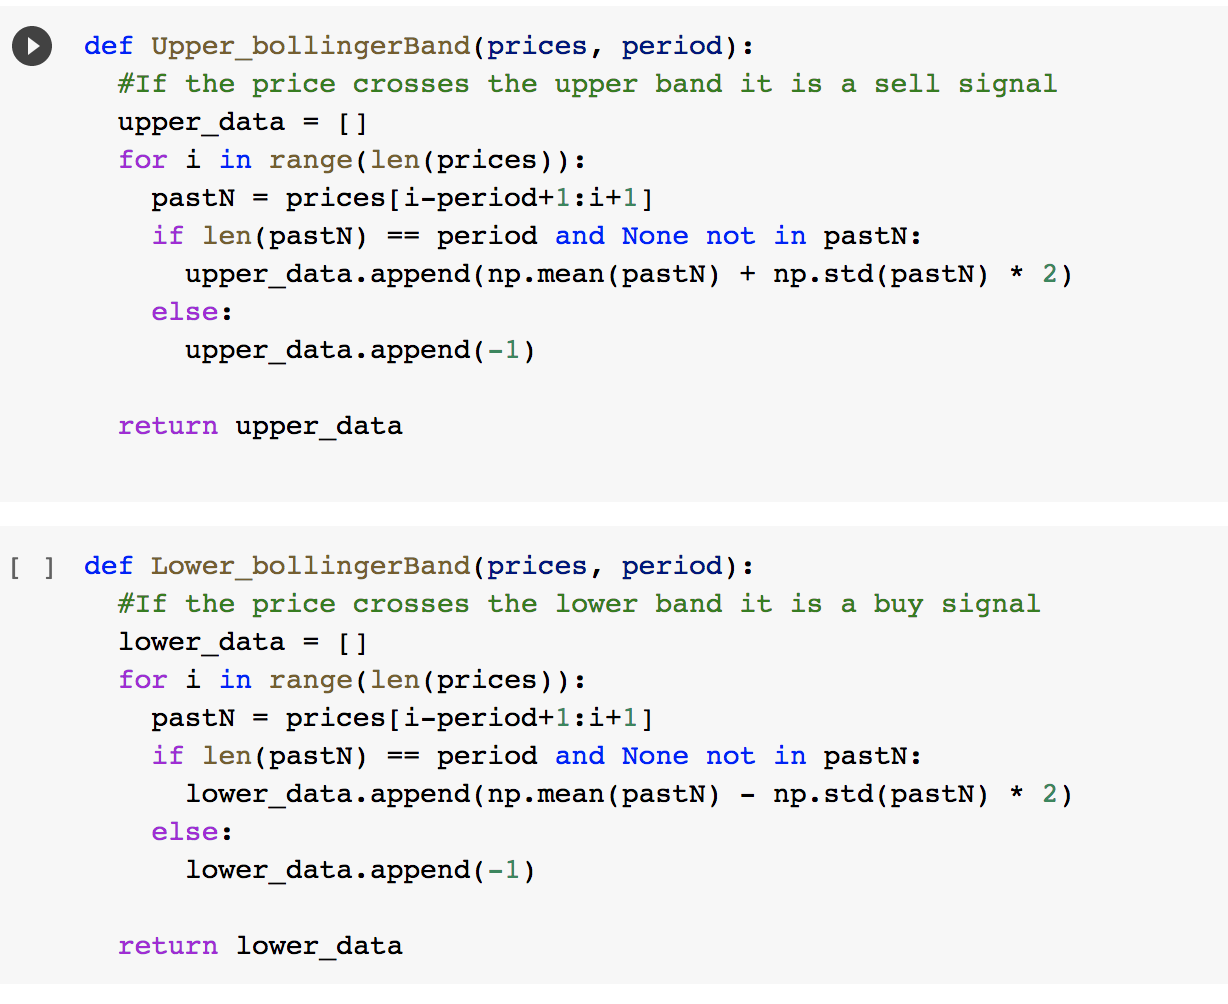 def Upper_bollingerBand(prices, period):
  #If the price crosses the upper band it is a sell signal
  upper_data = []
  for i in range(len(prices)):
    pastN = prices[i-period+1:i+1]
    if len(pastN) == period and None not in pastN:
      upper_data.append(np.mean(pastN) + np.std(pastN) * 2)
    else:
      upper_data.append(-1)
  return upper_data
[ ] def Lower_bollingerBand(prices, period):
  #If the price crosses the lower band it is a buy signal
  lower_data = []
  for i in range(len(prices)):
    pastN = prices[i-period+1:i+1]
    if len(pastN) == period and None not in pastN:
      lower_data.append(np.mean(pastN) - np.std(pastN) * 2)
    else:
      lower_data.append(-1)
  return lower_data